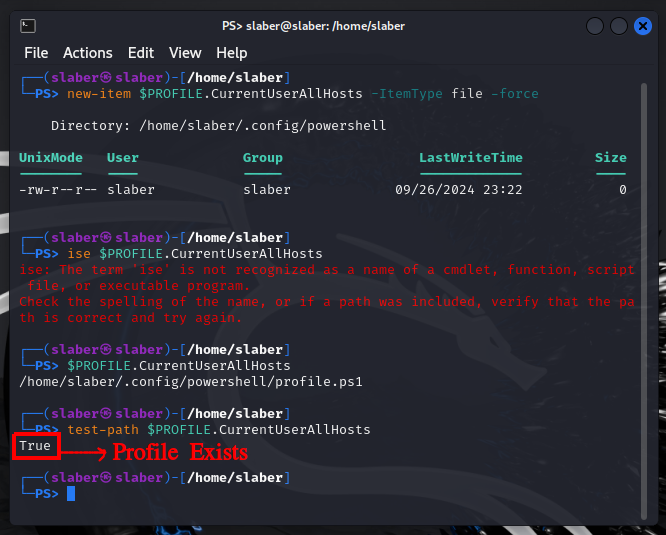 PS> slaber@slaber: /home/slaber
File Actions Edit View Help
┌──(slaber㉿slaber)-[/home/slaber]
└─PS> new-item $PROFILE.CurrentUserAllHosts -ItemType file -force
Directory: /home/slaber/.config/powershell
UnixMode User Group LastWriteTime Size
-------- ---- ----- ------------- ----
-rw-r--r-- slaber slaber 09/26/2024 23:22 0
┌──(slaber㉿slaber)-[/home/slaber]
└─PS> ise $PROFILE.CurrentUserAllHosts
ise: The term 'ise' is not recognized as a name of a cmdlet, function, script
file, or executable program.
Check the spelling of the name, or if a path was included, verify that the pa
th is correct and try again.
┌──(slaber㉿slaber)-[/home/slaber]
└─PS> $PROFILE.CurrentUserAllHosts
/home/slaber/.config/powershell/profile.ps1
┌──(slaber㉿slaber)-[/home/slaber]
└─PS> test-path $PROFILE.CurrentUserAllHosts
True Profile Exists
┌──(slaber㉿slaber)-[/home/slaber]
└─PS>